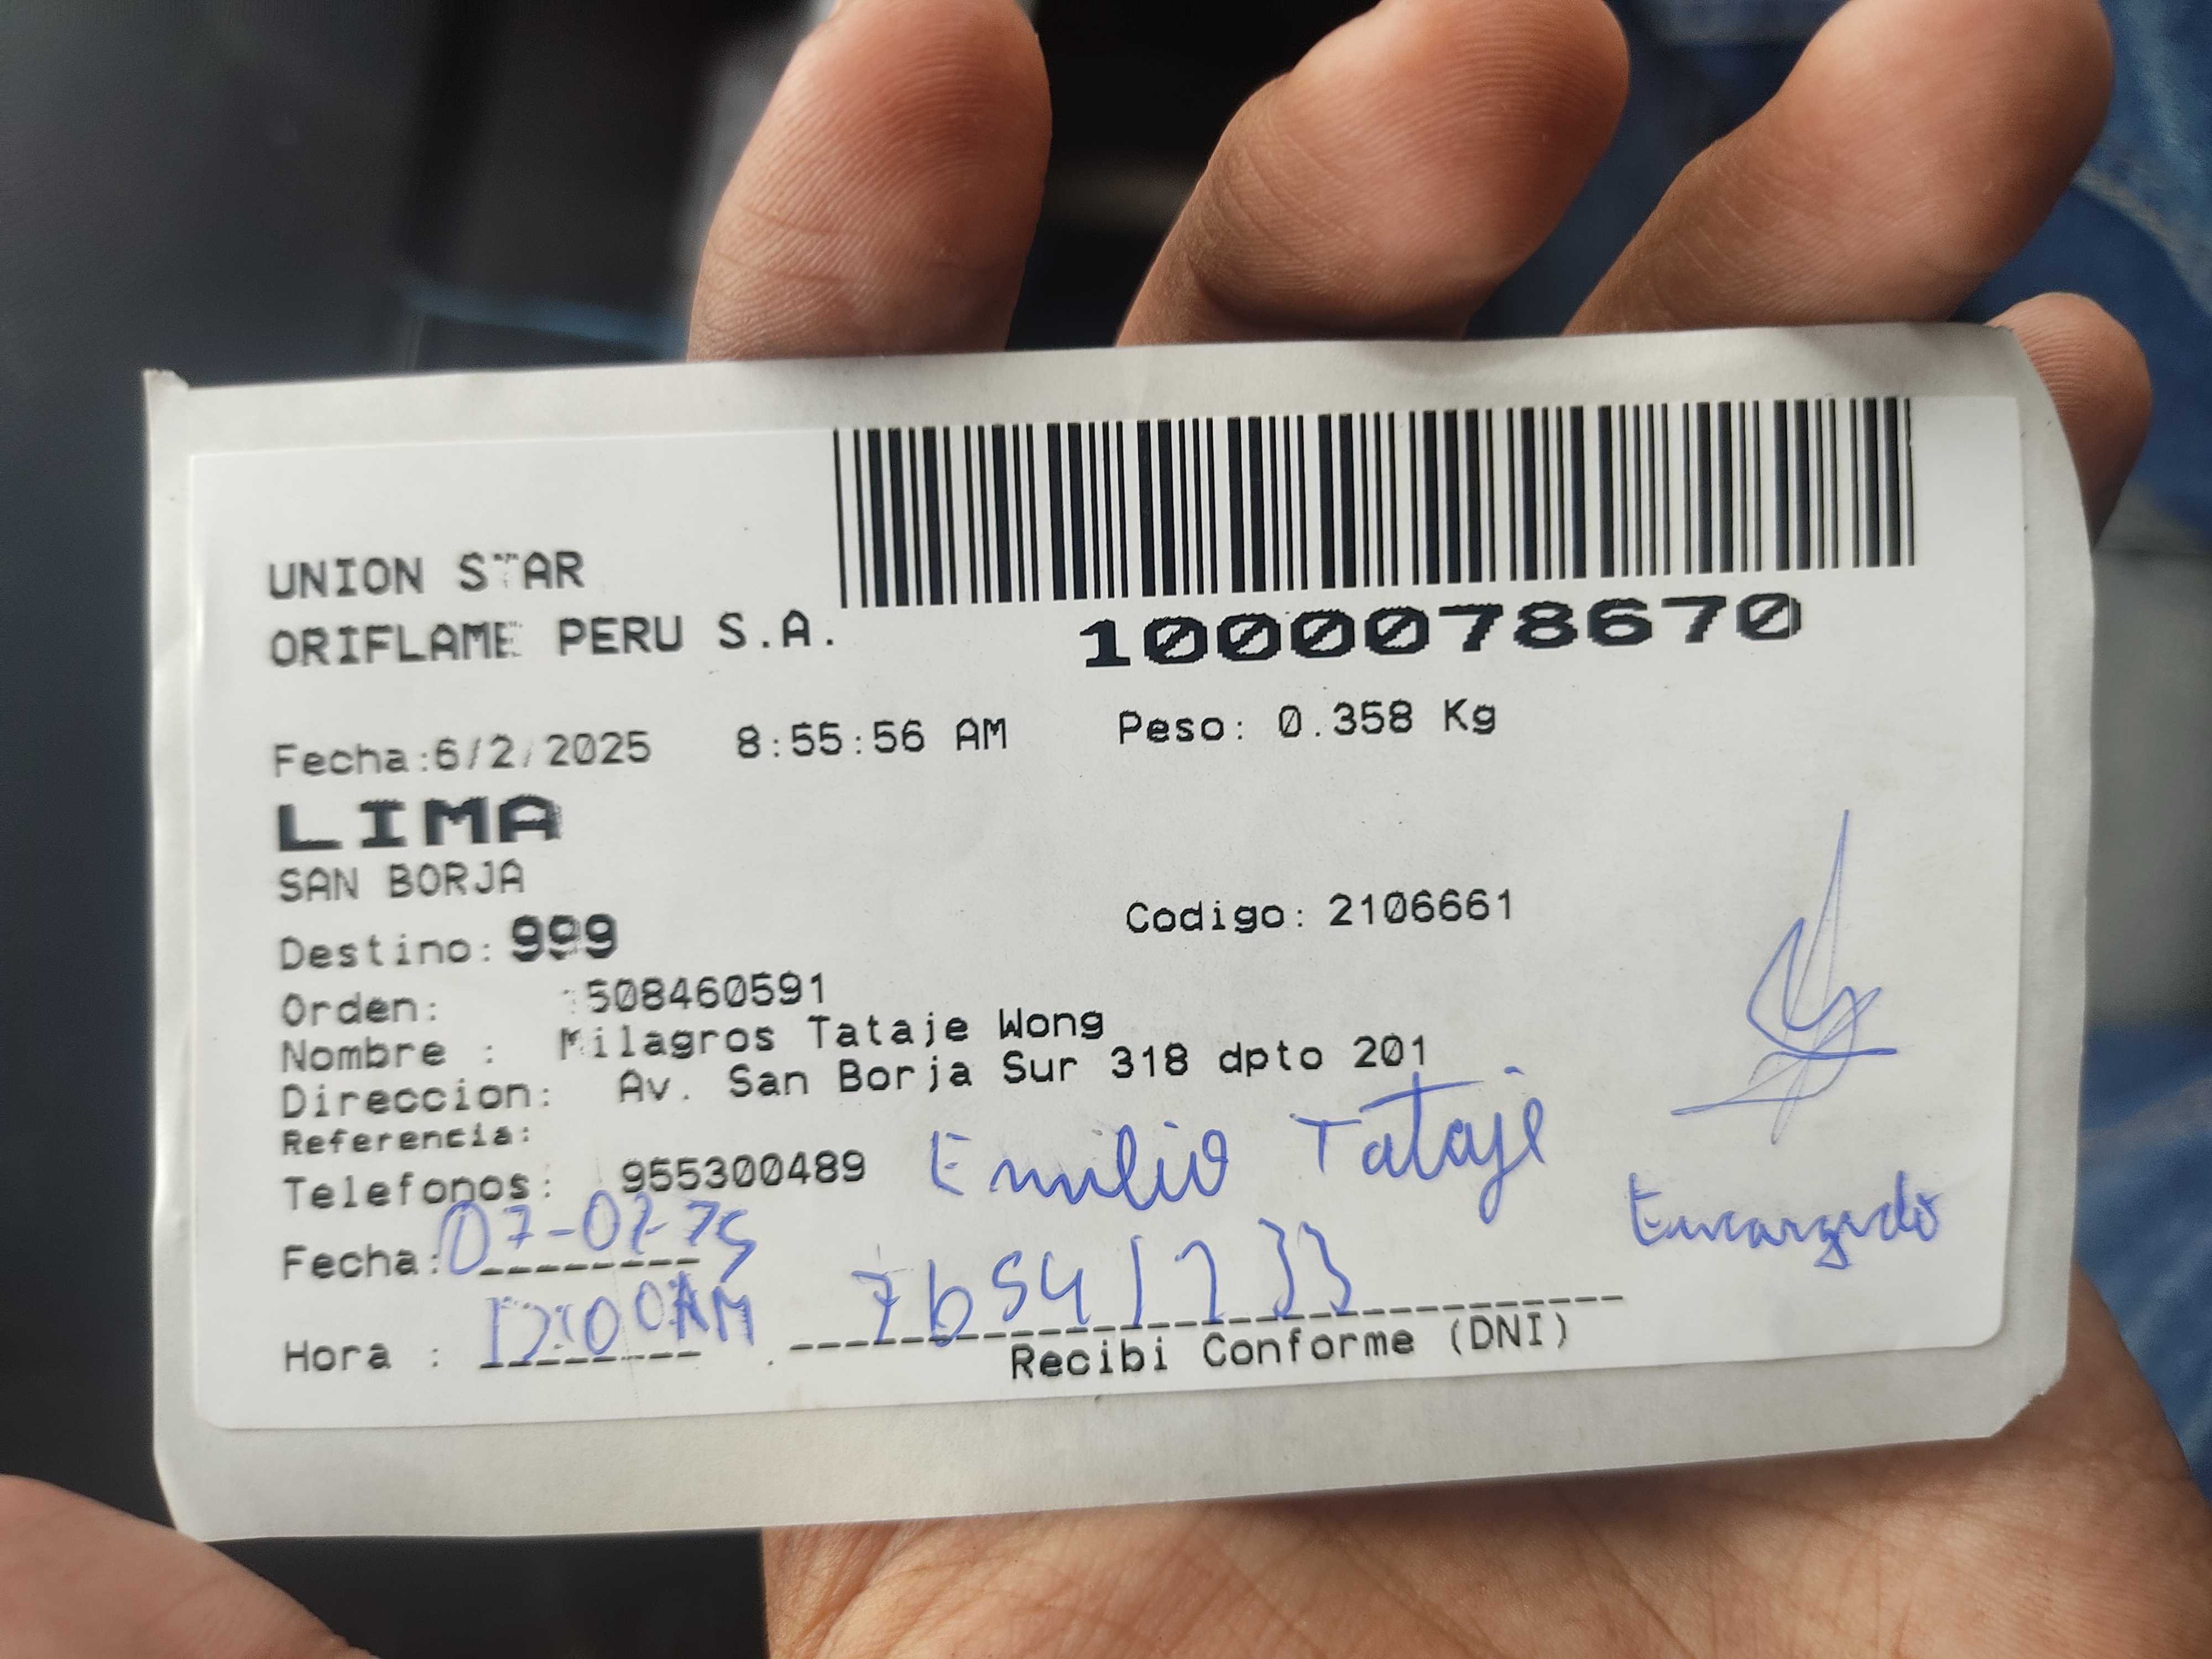 UNION STAR
ORIFLAME PERU S.A.
1000078670
Fecha:6/2/2025 8:55:56 AM Peso: 0.358 Kg
LIMA
SAN BORJA
Destino: 999 Codigo: 2106661
Orden: 508460591
Nombre : Milagros Tataje Wong
Direccion: Av. San Borja Sur 318 dpto 201
Referencia:
Telefonos: 955300489 Emilio Tataje
Encargado
Fecha: 07-02-25
Hora : 12:00AM
Recibi Conforme (DNI)